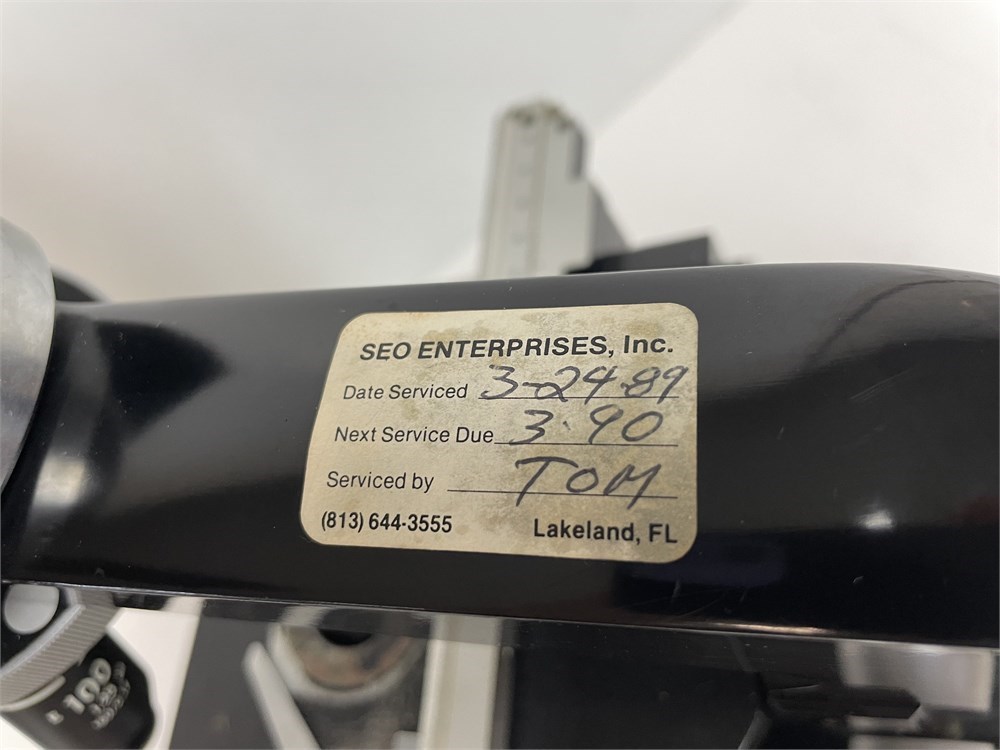 SEO ENTERPRISES, Inc.
Date Serviced 3-24-89
Next Service Due 3·90
Serviced by TOM
(813) 644-3555 Lakeland, FL
100